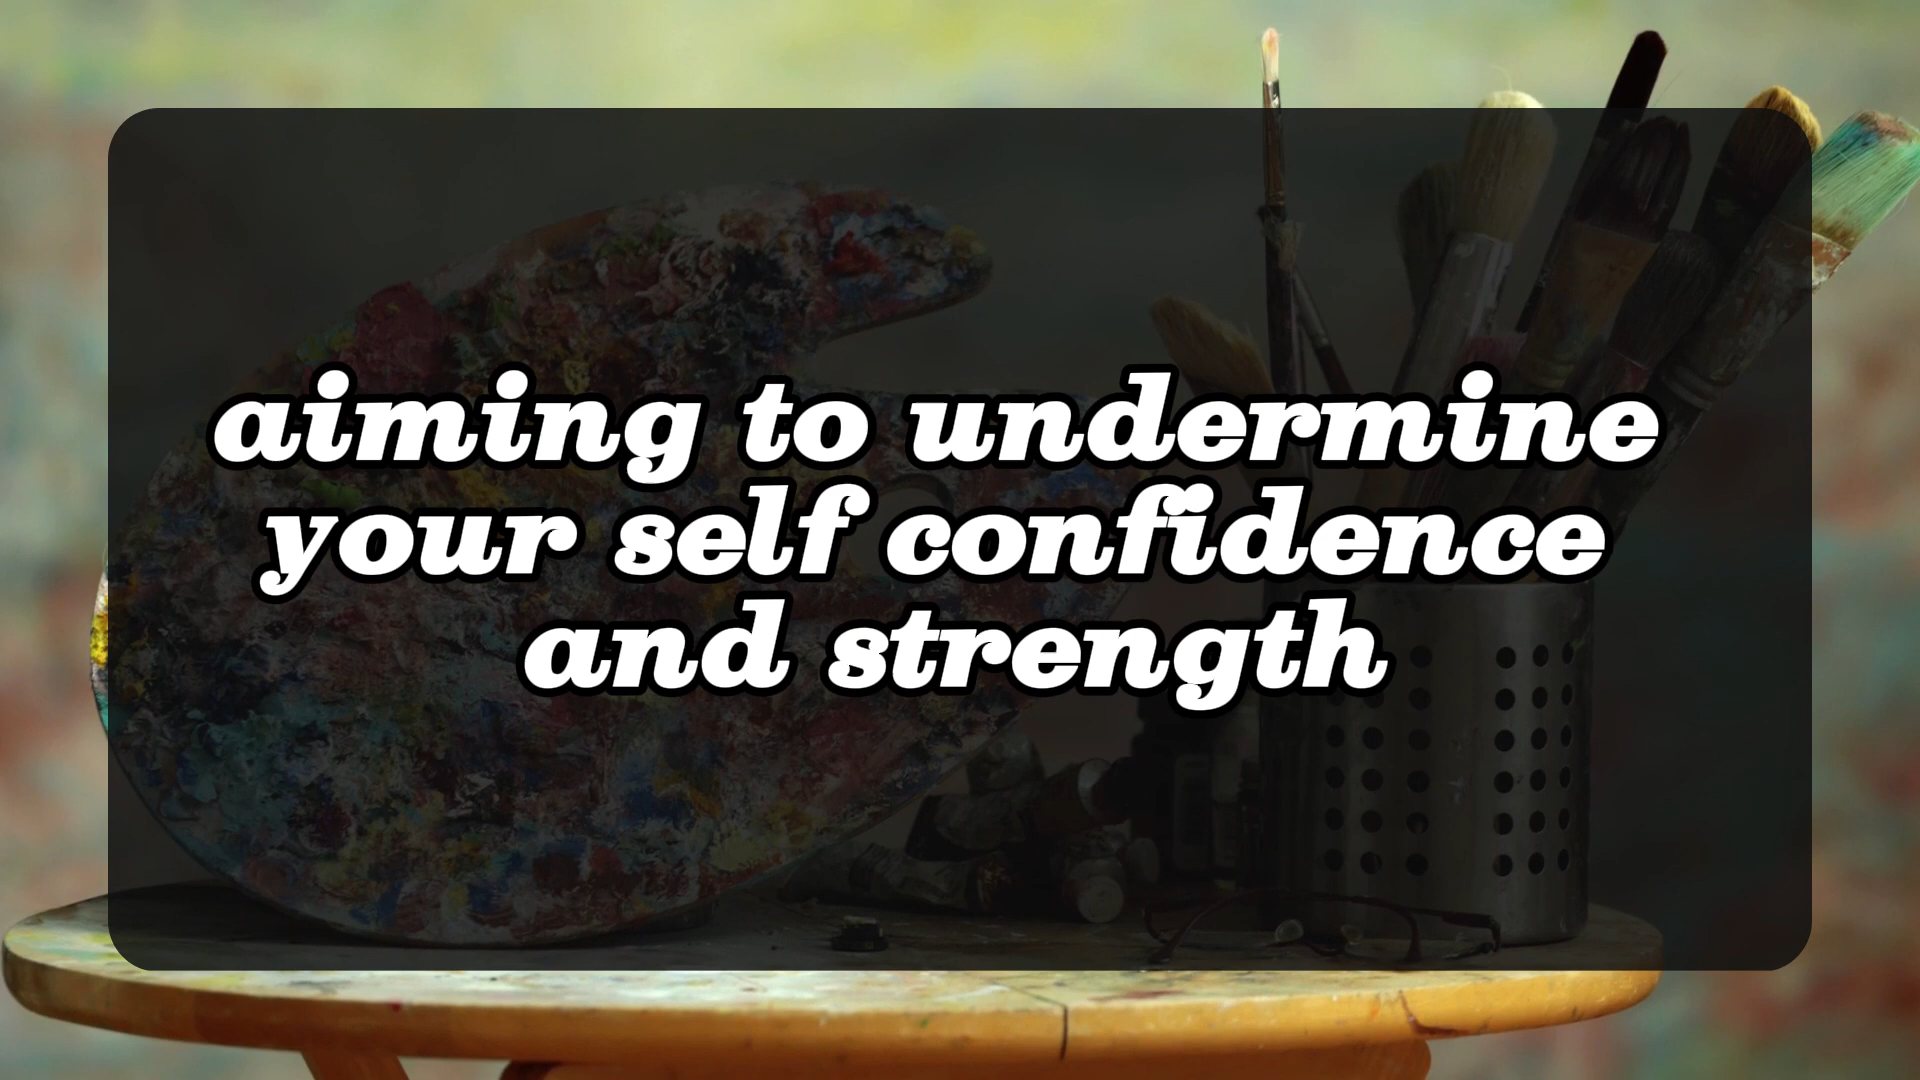 aiming to undermine
your self confidence
and strength